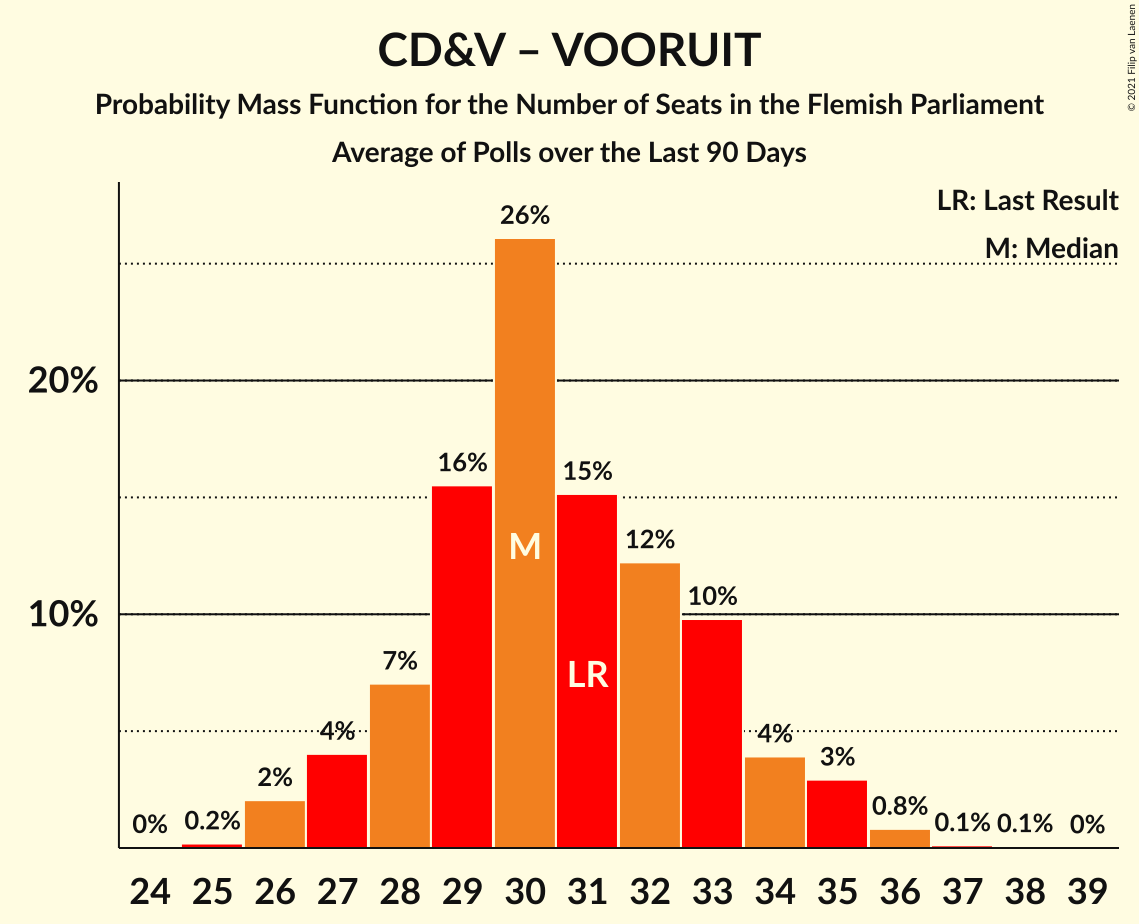 CD&V – VOORUIT
Probability Mass Function for the Number of Seats in the Flemish Parliament
Average of Polls over the Last 90 Days
© 2021 Filip van Laenen
LR: Last Result
M: Median
20%
10%
0%
0.2%
2%
4%
7%
16%
26%
15%
12%
10%
4%
3%
0.8%
0.1%
0.1%
0%
M
LR
24 25 26 27 28 29 30 31 32 33 34 35 36 37 38 39